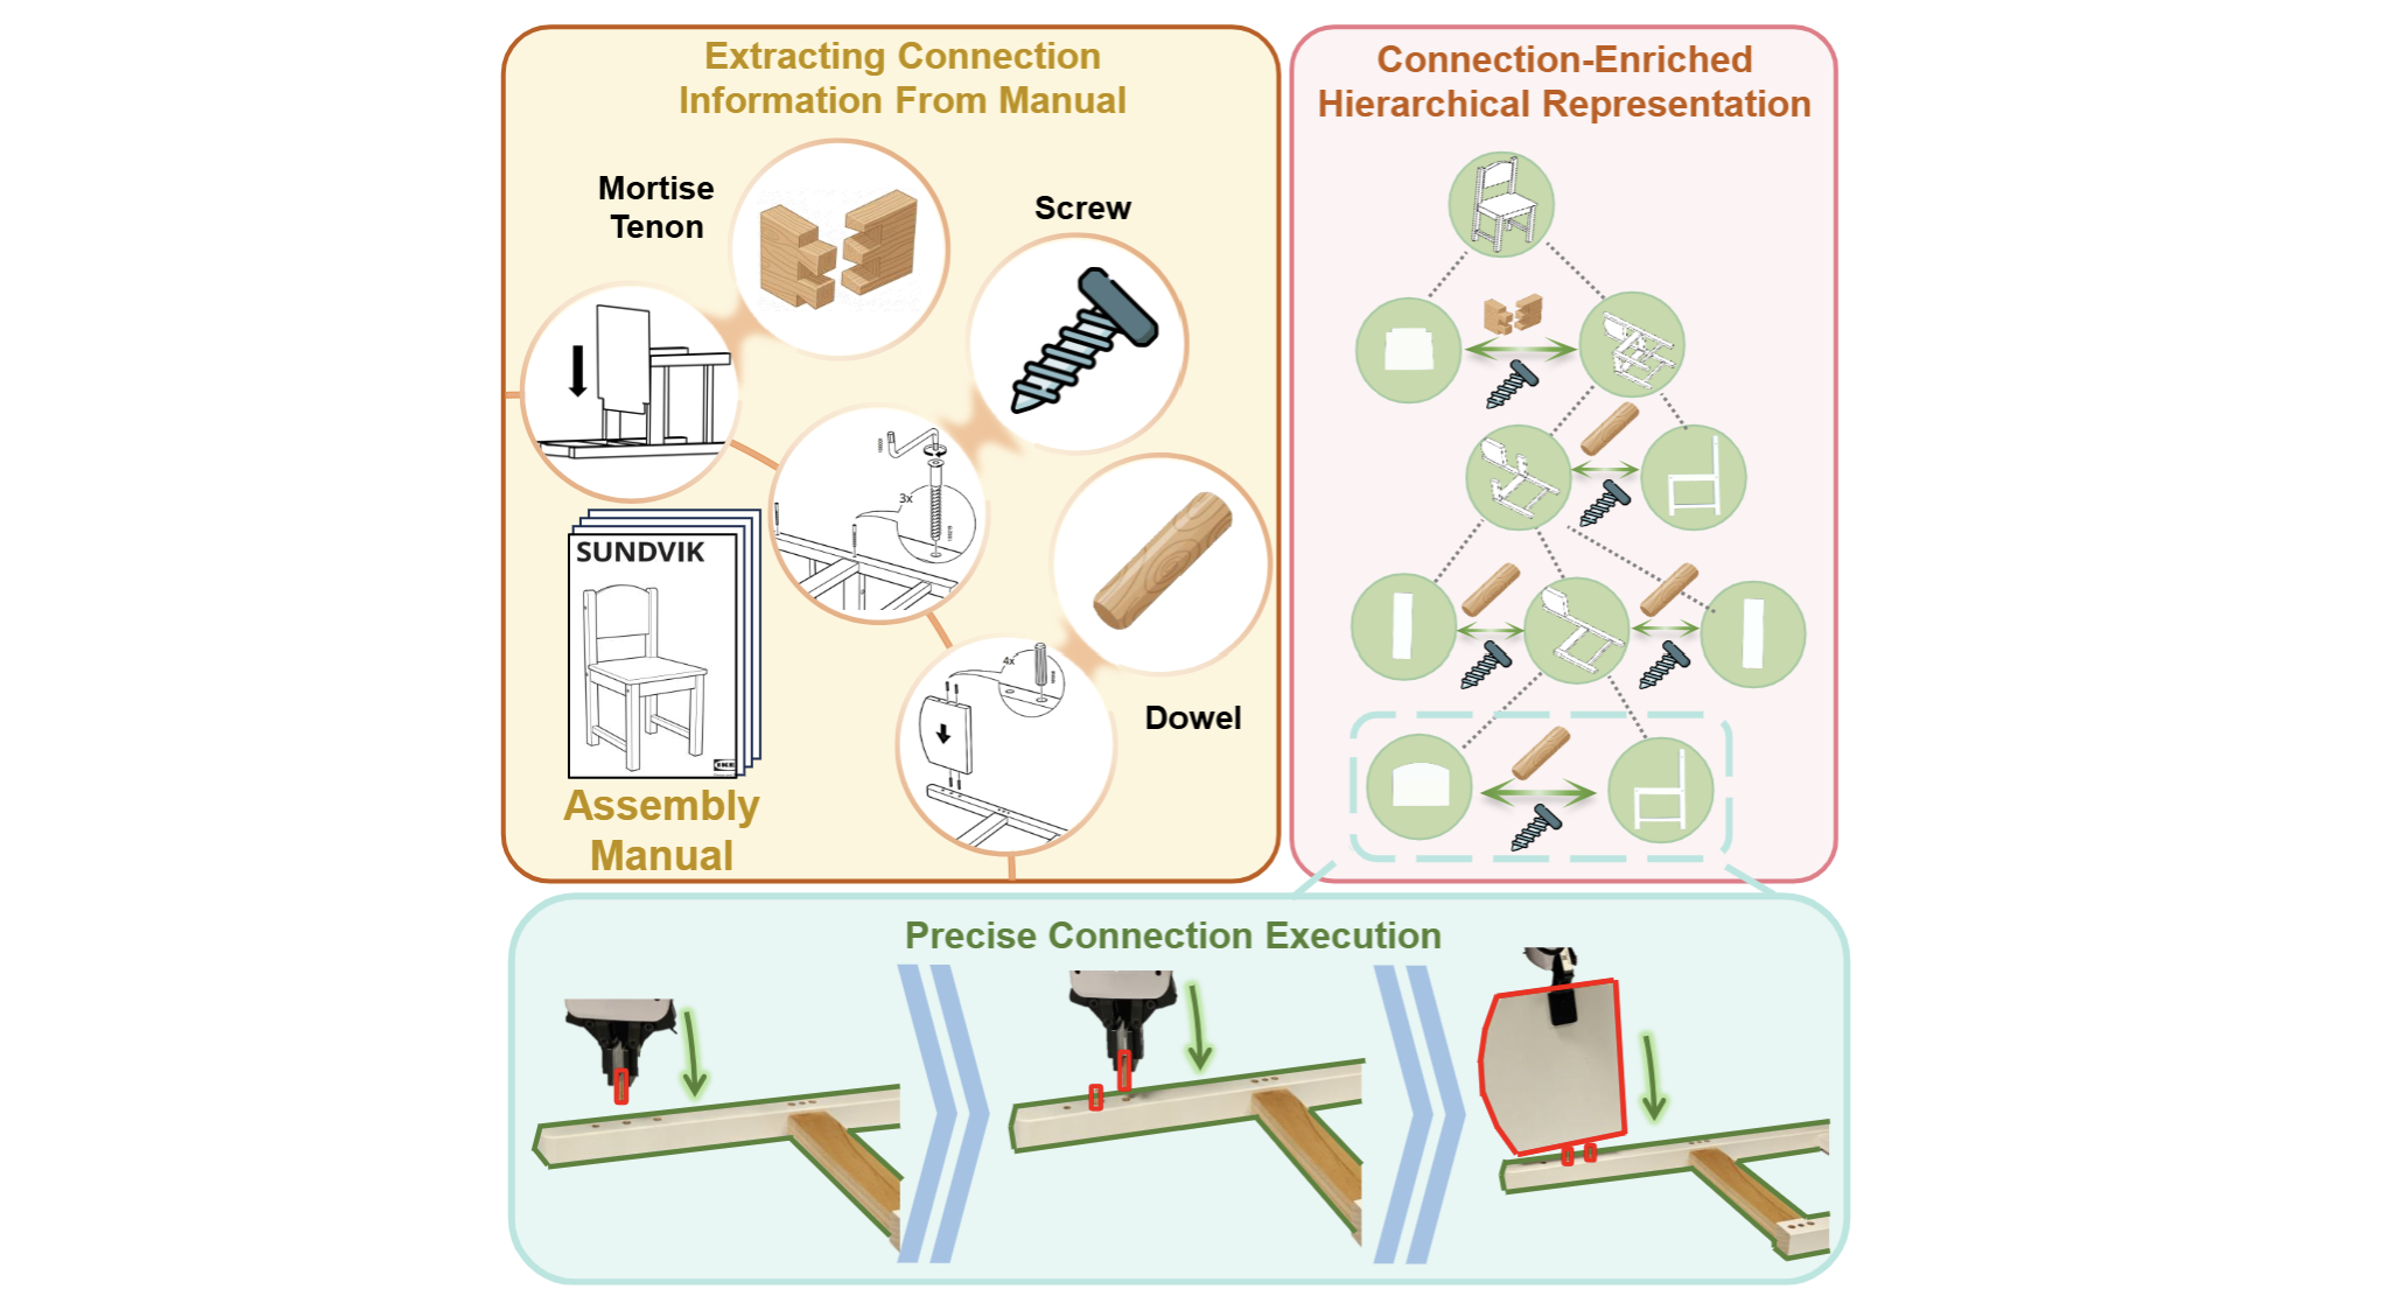 Extracting Connection
Information From Manual
Mortise
Tenon
Screw
3x
4x
Dowel
SUNDVIK
Assembly
Manual
Connection-Enriched
Hierarchical Representation
Precise Connection Execution